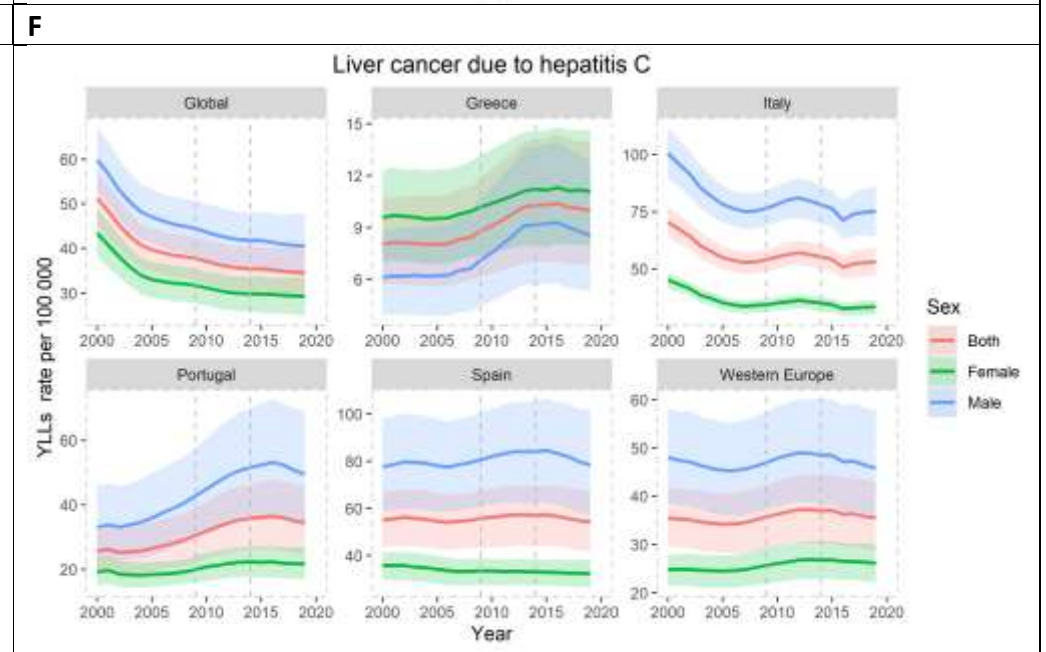 F
Liver cancer due to hepatitis C
Global Greece Italy
60
50
40
30
15
12
9
6
100
75
50
2000 2005 2010 2015 2020 2000 2005 2010 2015 2020 2000 2005 2010 2015 2020
Portugal Spain Western Europe
60
40
20
100
80
60
40
60
50
40
30
20
2000 2005 2010 2015 2020 2000 2005 2010 2015 2020 2000 2005 2010 2015 2020
YLLs rate per 100 000
Year
Sex
Both
Female
Male